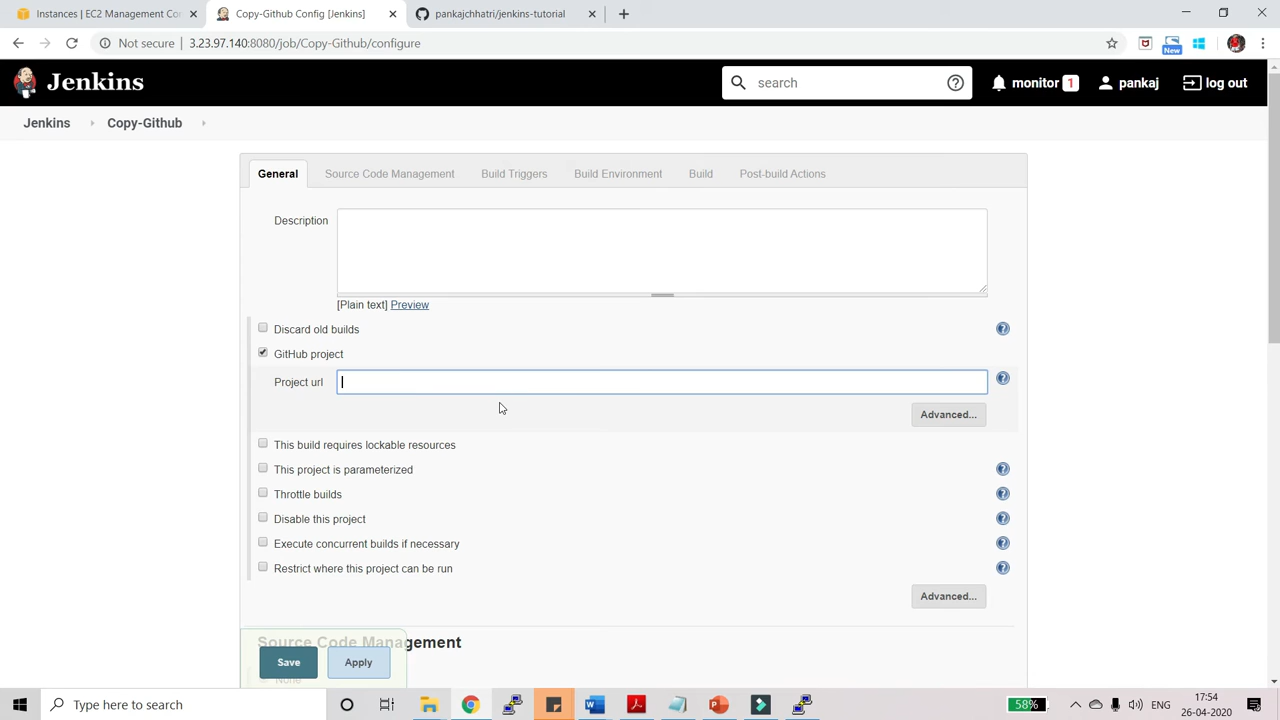 Instances | EC2 Management Con
Copy-Github Config [Jenkins]
pankajchhatri/jenkins-tutorial
Not secure | 3.23.97.140:8080/job/Copy-Github/configure
New
Jenkins
search
monitor 1
pankaj
log out
Jenkins
Copy-Github
General
Source Code Management
Build Triggers
Build Environment
Build
Post-build Actions
Description
[Plain text] Preview
Discard old builds
GitHub project
Project url
Advanced...
This build requires lockable resources
This project is parameterized
Throttle builds
Disable this project
Execute concurrent builds if necessary
Restrict where this project can be run
Advanced...
Source Code Management
None
Save
Apply
Type here to search
58%
ENG
17:54
26-04-2020